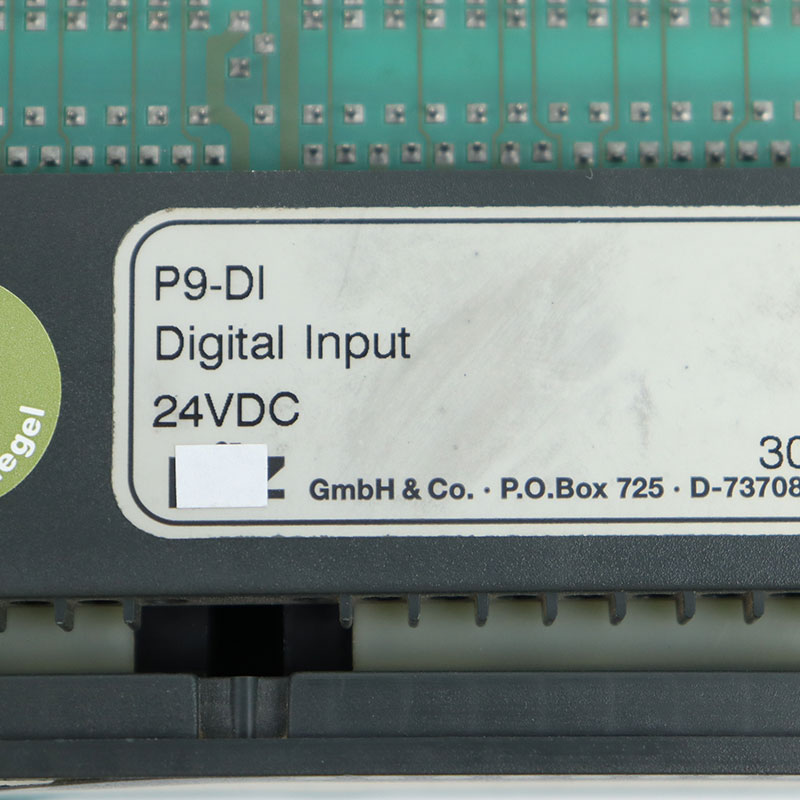 P9-DI
Digital Input
24VDC
30
GmbH & Co. · P.O.Box 725 · D-73708